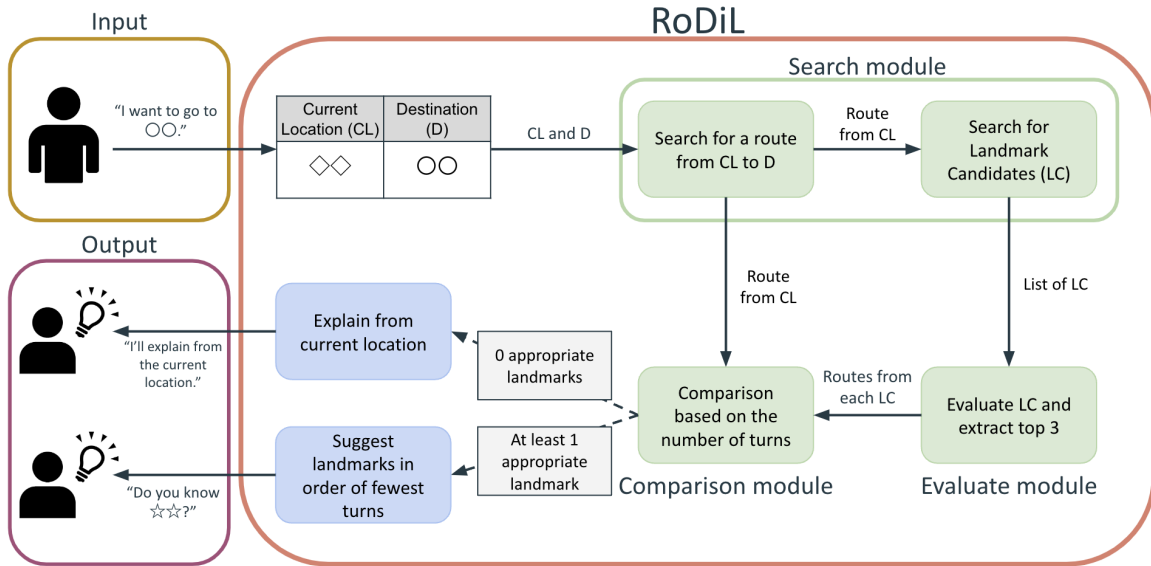 Input
RoDiL
Search module
“I want to go to
○○.”
Current
Location (CL)
Destination
(D)
◇◇
○○
CL and D
Search for a route
from CL to D
Route
from CL
Search for
Landmark
Candidates (LC)
Output
Route
from CL
List of LC
“I’ll explain from
the current
location.”
Explain from
current location
0 appropriate
landmarks
Comparison
based on the
number of turns
Routes from
each LC
Evaluate LC and
extract top 3
“Do you know
☆☆?”
Suggest
landmarks in
order of fewest
turns
At least 1
appropriate
landmark
Comparison module
Evaluate module